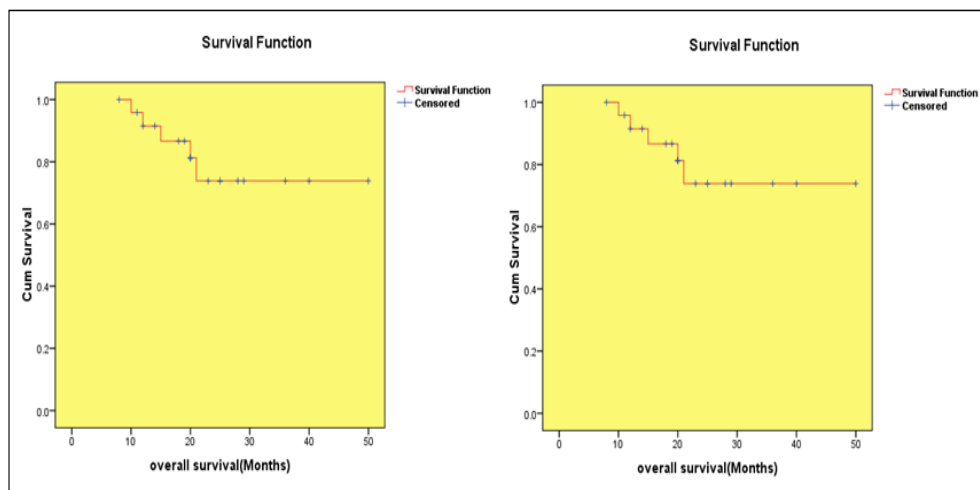 Survival Function
Survival Function
Censored
1.0
0.8
0.6
0.4
0.2
0.0
Cum Survival
0 10 20 30 40 50
overall survival(Months)
Survival Function
Survival Function
Censored
1.0
0.8
0.6
0.4
0.2
0.0
Cum Survival
0 10 20 30 40 50
overall survival(Months)